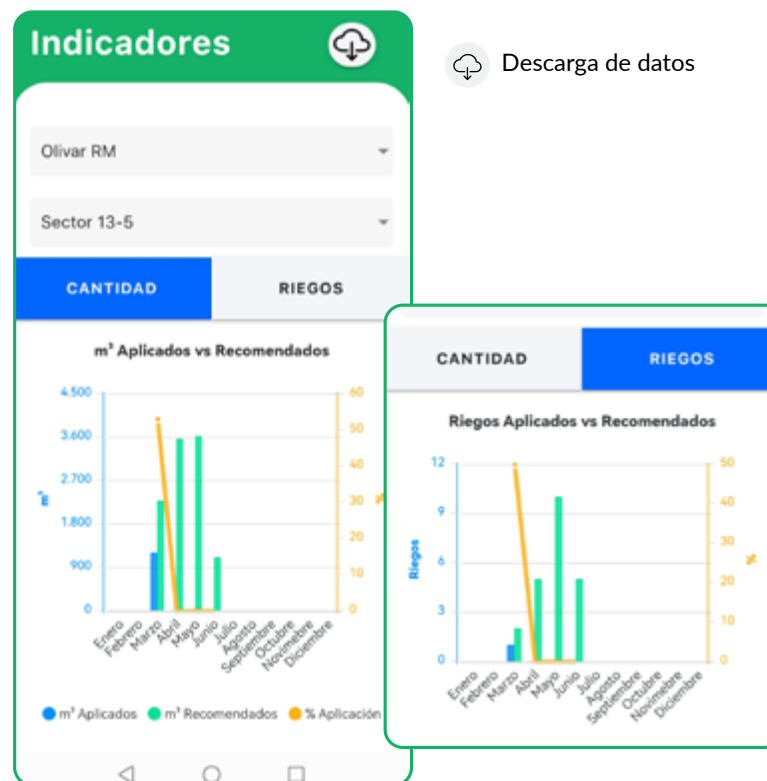 Indicadores
Descarga de datos
Olivar RM
Sector 13-5
CANTIDAD RIEGOS
m³ Aplicados vs Recomendados
4.500
3.600
2.700
1.800
900
0
m³
60
50
40
30
20
10
0
%
Enero
Febrero
Marzo
Abril
Mayo
Junio
Julio
Agosto
Septiembre
Octubre
Novimebre
Diciembre
m³ Aplicados m³ Recomendados % Aplicación
CANTIDAD RIEGOS
Riegos Aplicados vs Recomendados
12
9
6
3
0
Riegos
50
40
30
20
10
0
%
Enero
Febrero
Marzo
Abril
Mayo
Junio
Julio
Agosto
Septiembre
Octubre
Novimebre
Diciembre